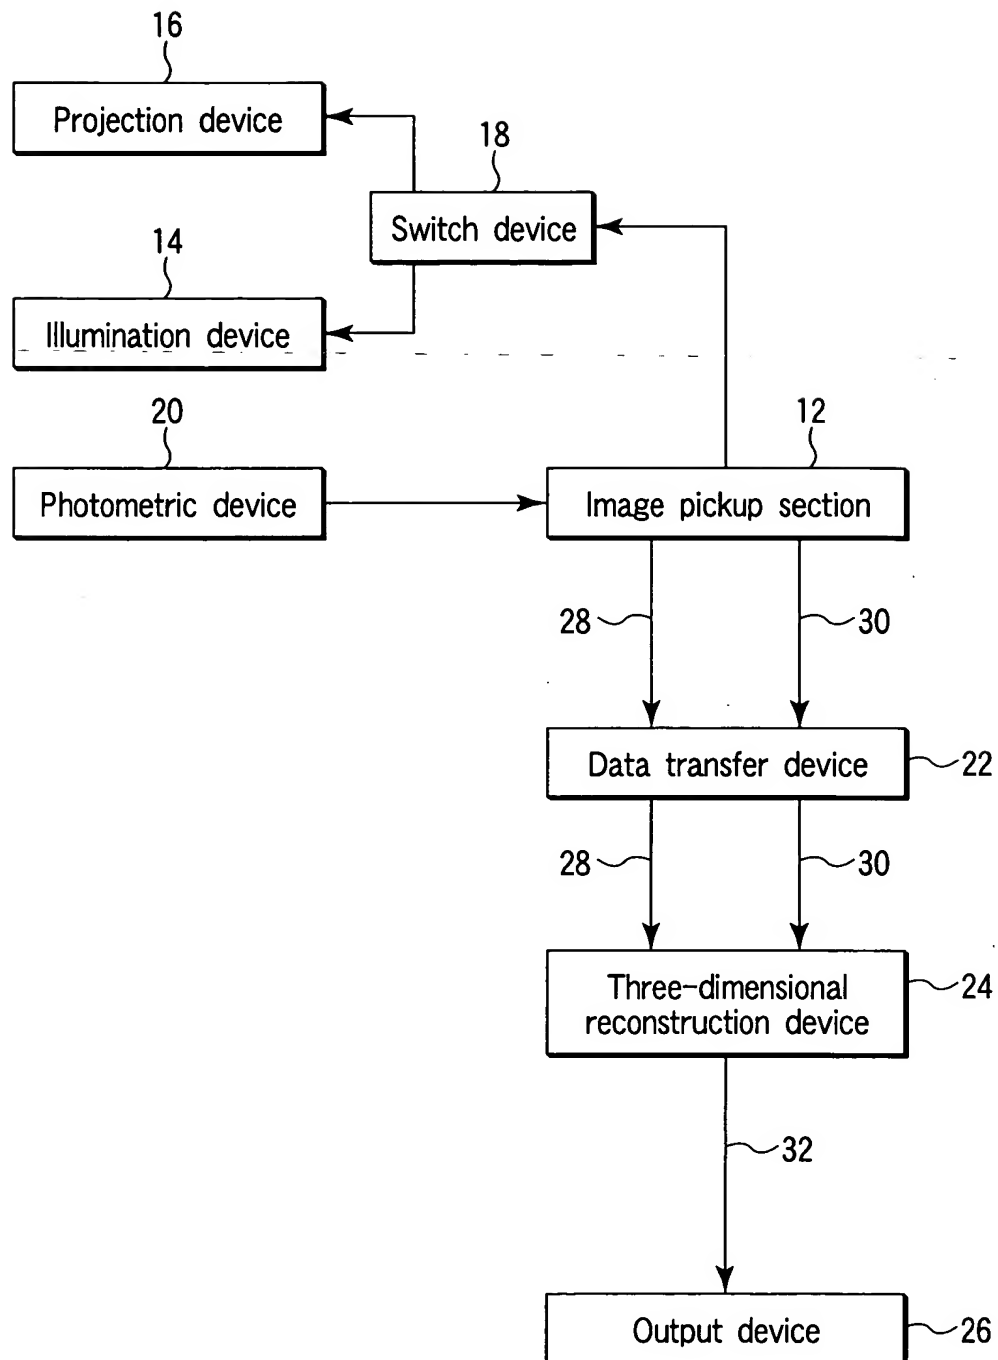 16
Projection device
18
Switch device
14
Illumination device
20
Photometric device
12
Image pickup section
28
30
Data transfer device
22
28
30
Three-dimensional
reconstruction device
24
32
Output device
26